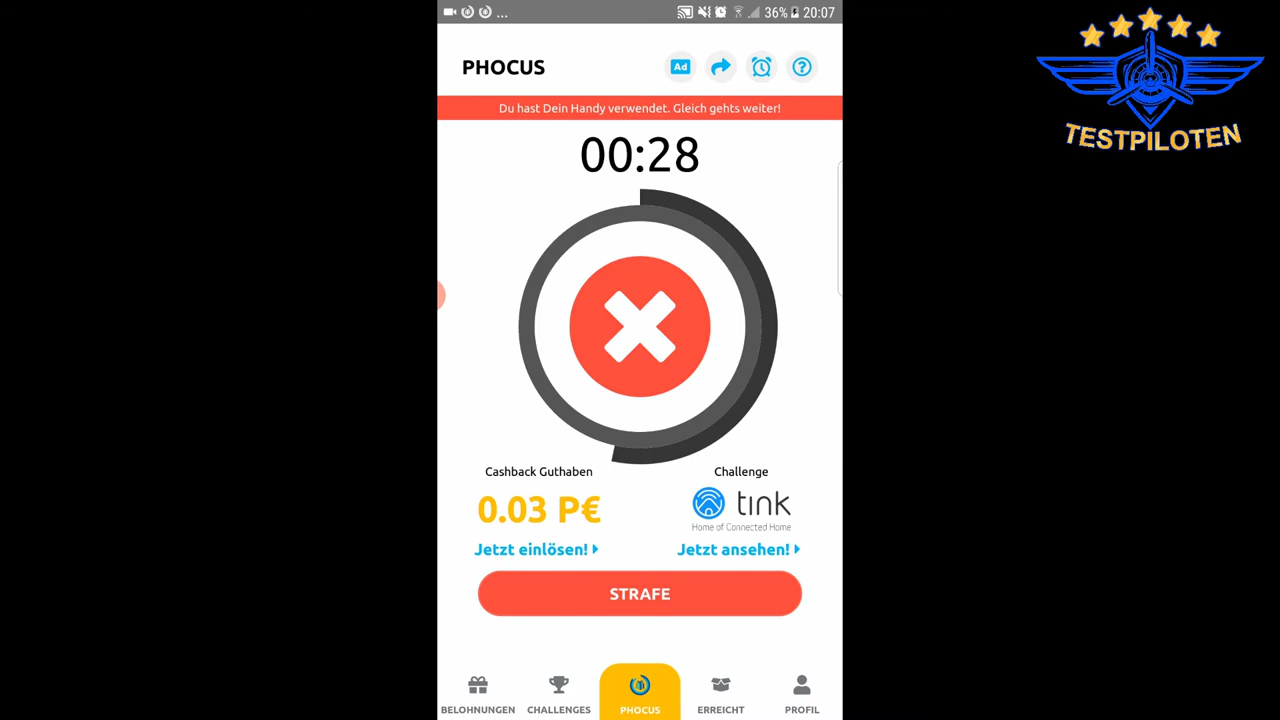 ... 36% 20:07
PHOCUS
Ad
?
Du hast Dein Handy verwendet. Gleich gehts weiter!
00:28
Cashback Guthaben
Challenge
0.03 P€
tink
Home of Connected Home
Jetzt einlösen!
Jetzt ansehen!
STRAFE
BELOHNUNGEN
CHALLENGES
PHOCUS
ERREICHT
PROFIL
TESTPILOTEN